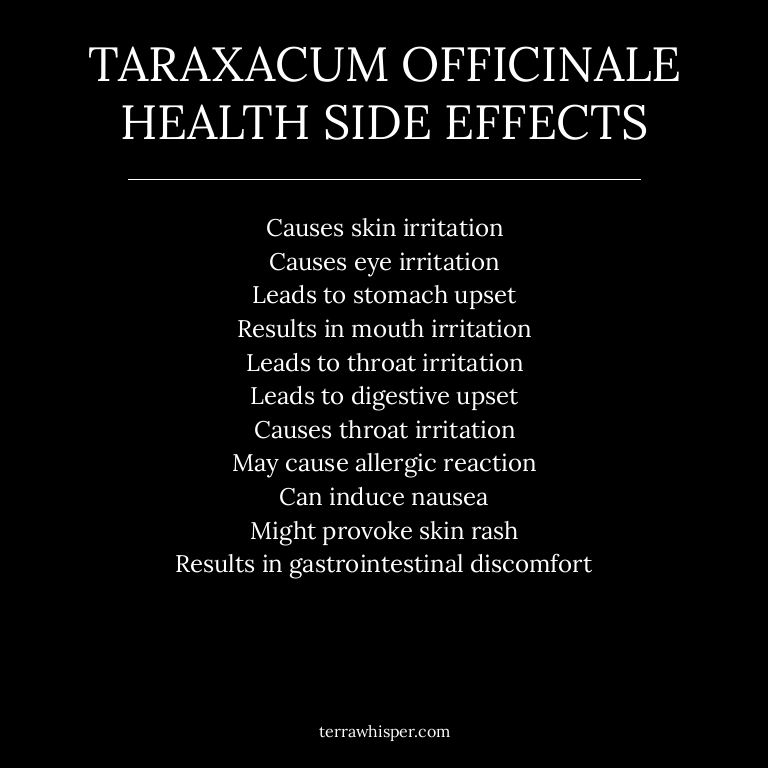 TARAXACUM OFFICINALE
HEALTH SIDE EFFECTS
Causes skin irritation
Causes eye irritation
Leads to stomach upset
Results in mouth irritation
Leads to throat irritation
Leads to digestive upset
Causes throat irritation
May cause allergic reaction
Can induce nausea
Might provoke skin rash
Results in gastrointestinal discomfort
terrawhisper.com